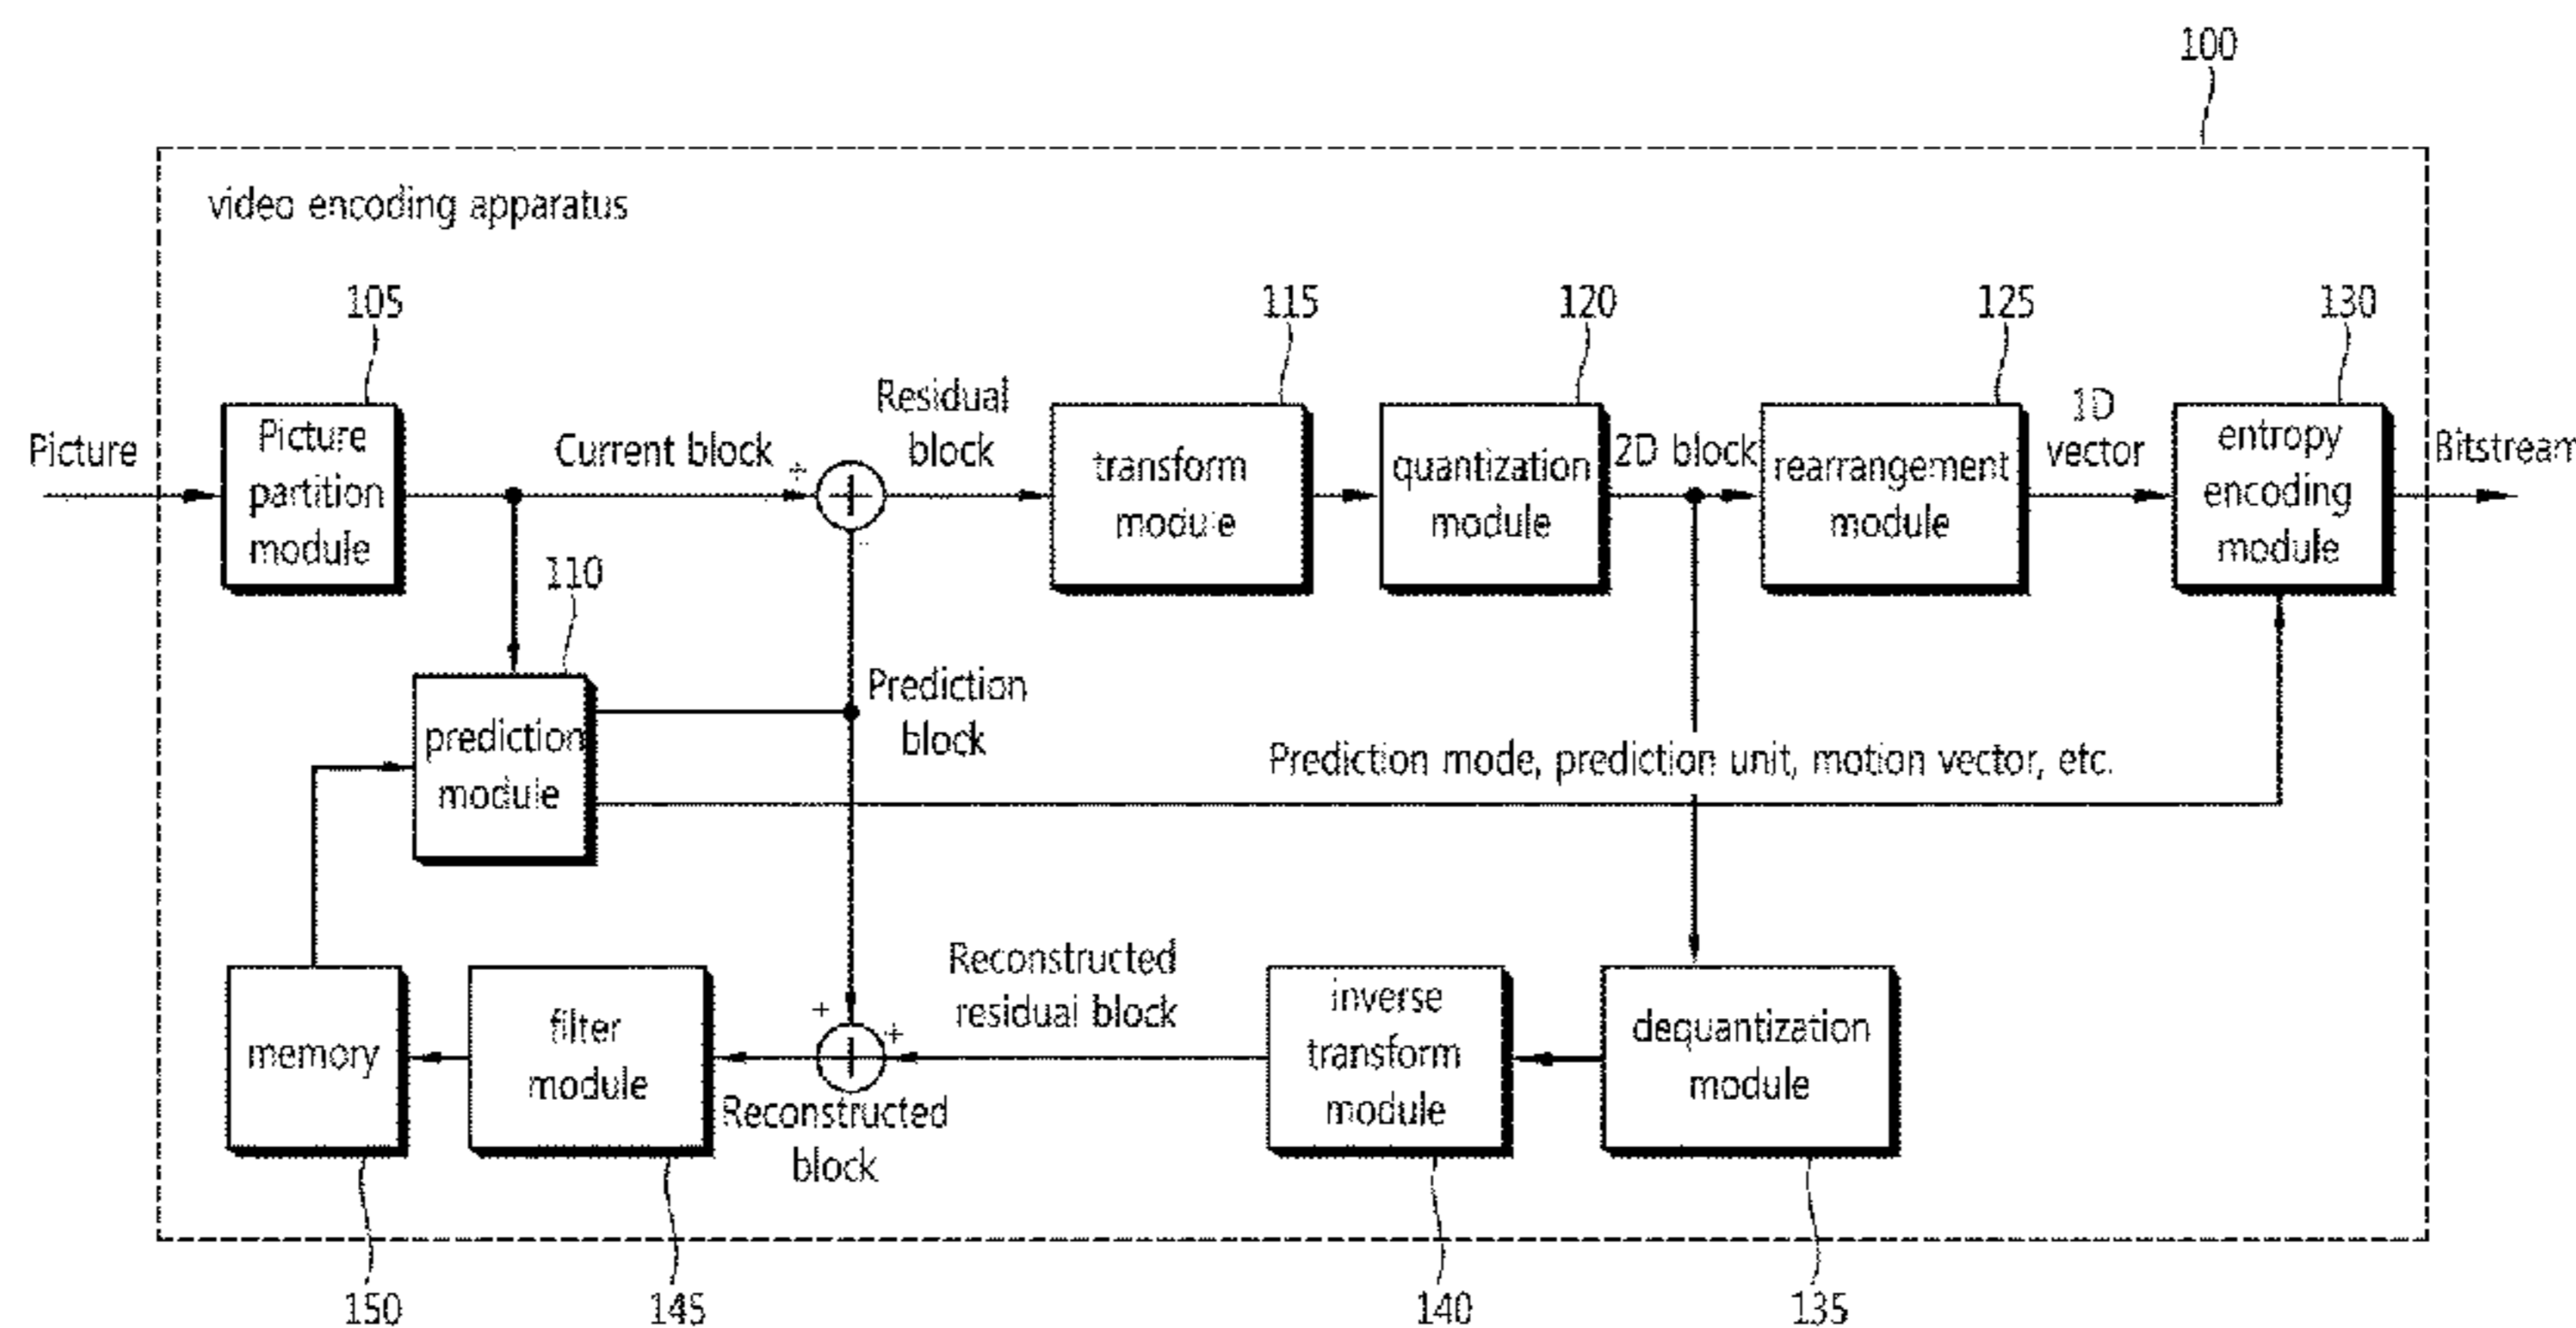 100
video encoding apparatus
105
115
120
125
130
Picture
Picture
partition
module
Current block
+
Residual
block
transform
module
quantization
module
2D block
rearrangement
module
1D
vector
entropy
encoding
module
Bitstream
-
110
prediction
module
Prediction
block
Prediction mode, prediction unit, motion vector, etc.
memory
filter
module
+
+
Reconstructed
block
Reconstructed
residual block
inverse
transform
module
dequantization
module
150
145
140
135